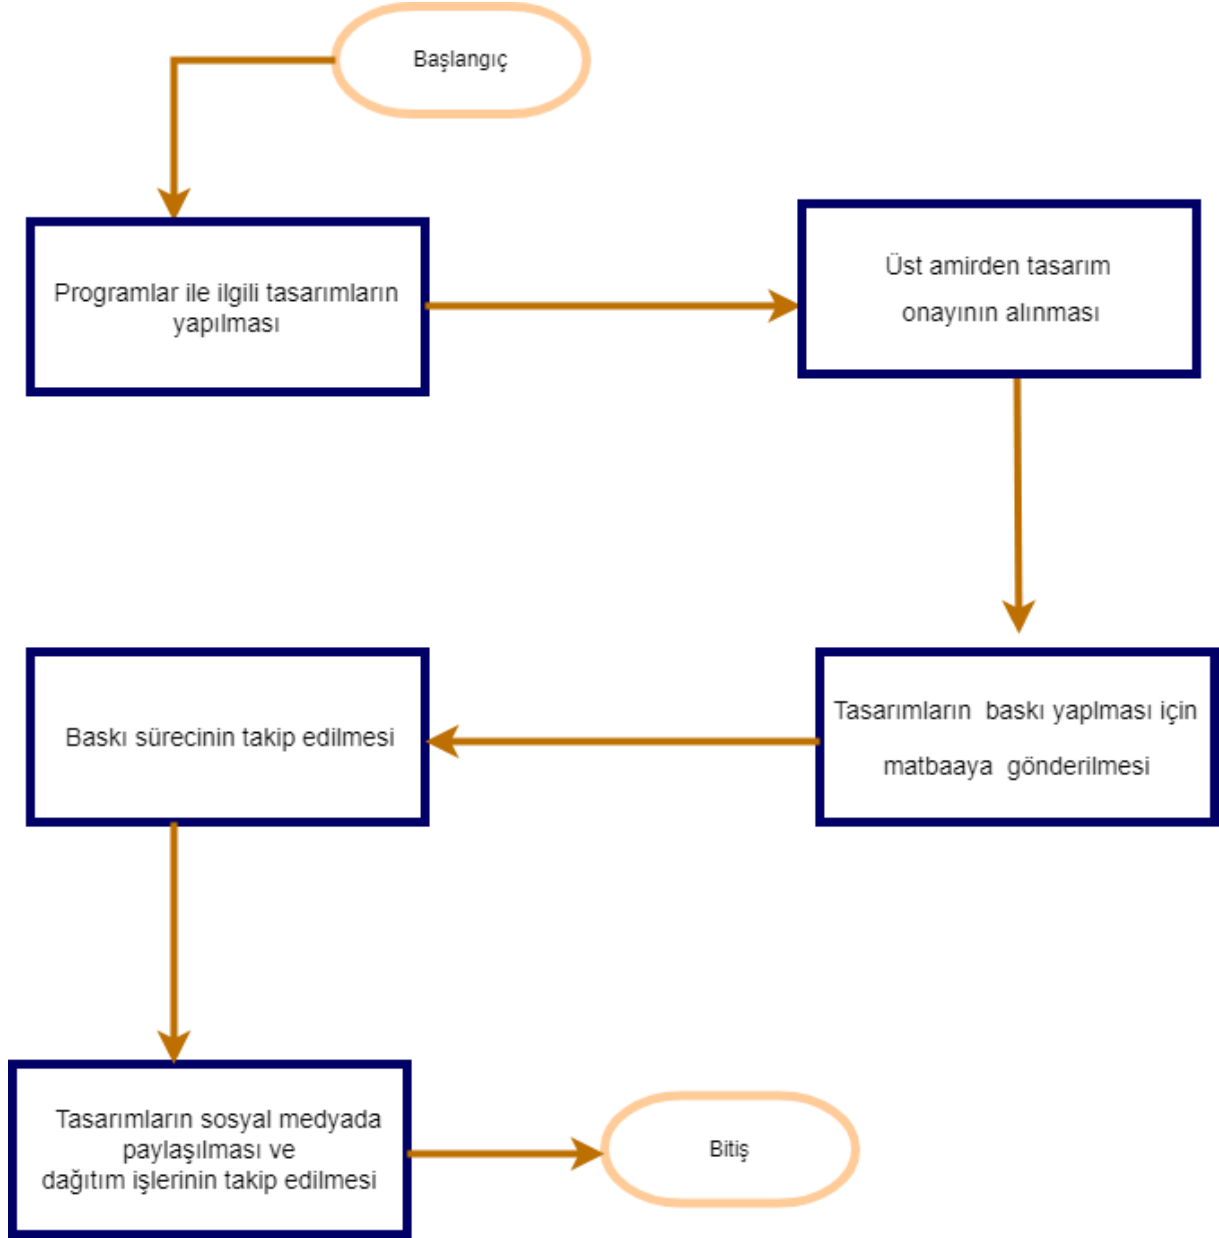 Başlangıç
Programlar ile ilgili tasarımların
yapılması
Üst amirden tasarım
onayının alınması
Tasarımların baskı yaplması için
matbaaya gönderilmesi
Baskı sürecinin takip edilmesi
Tasarımların sosyal medyada
paylaşılması ve
dağıtım işlerinin takip edilmesi
Bitiş